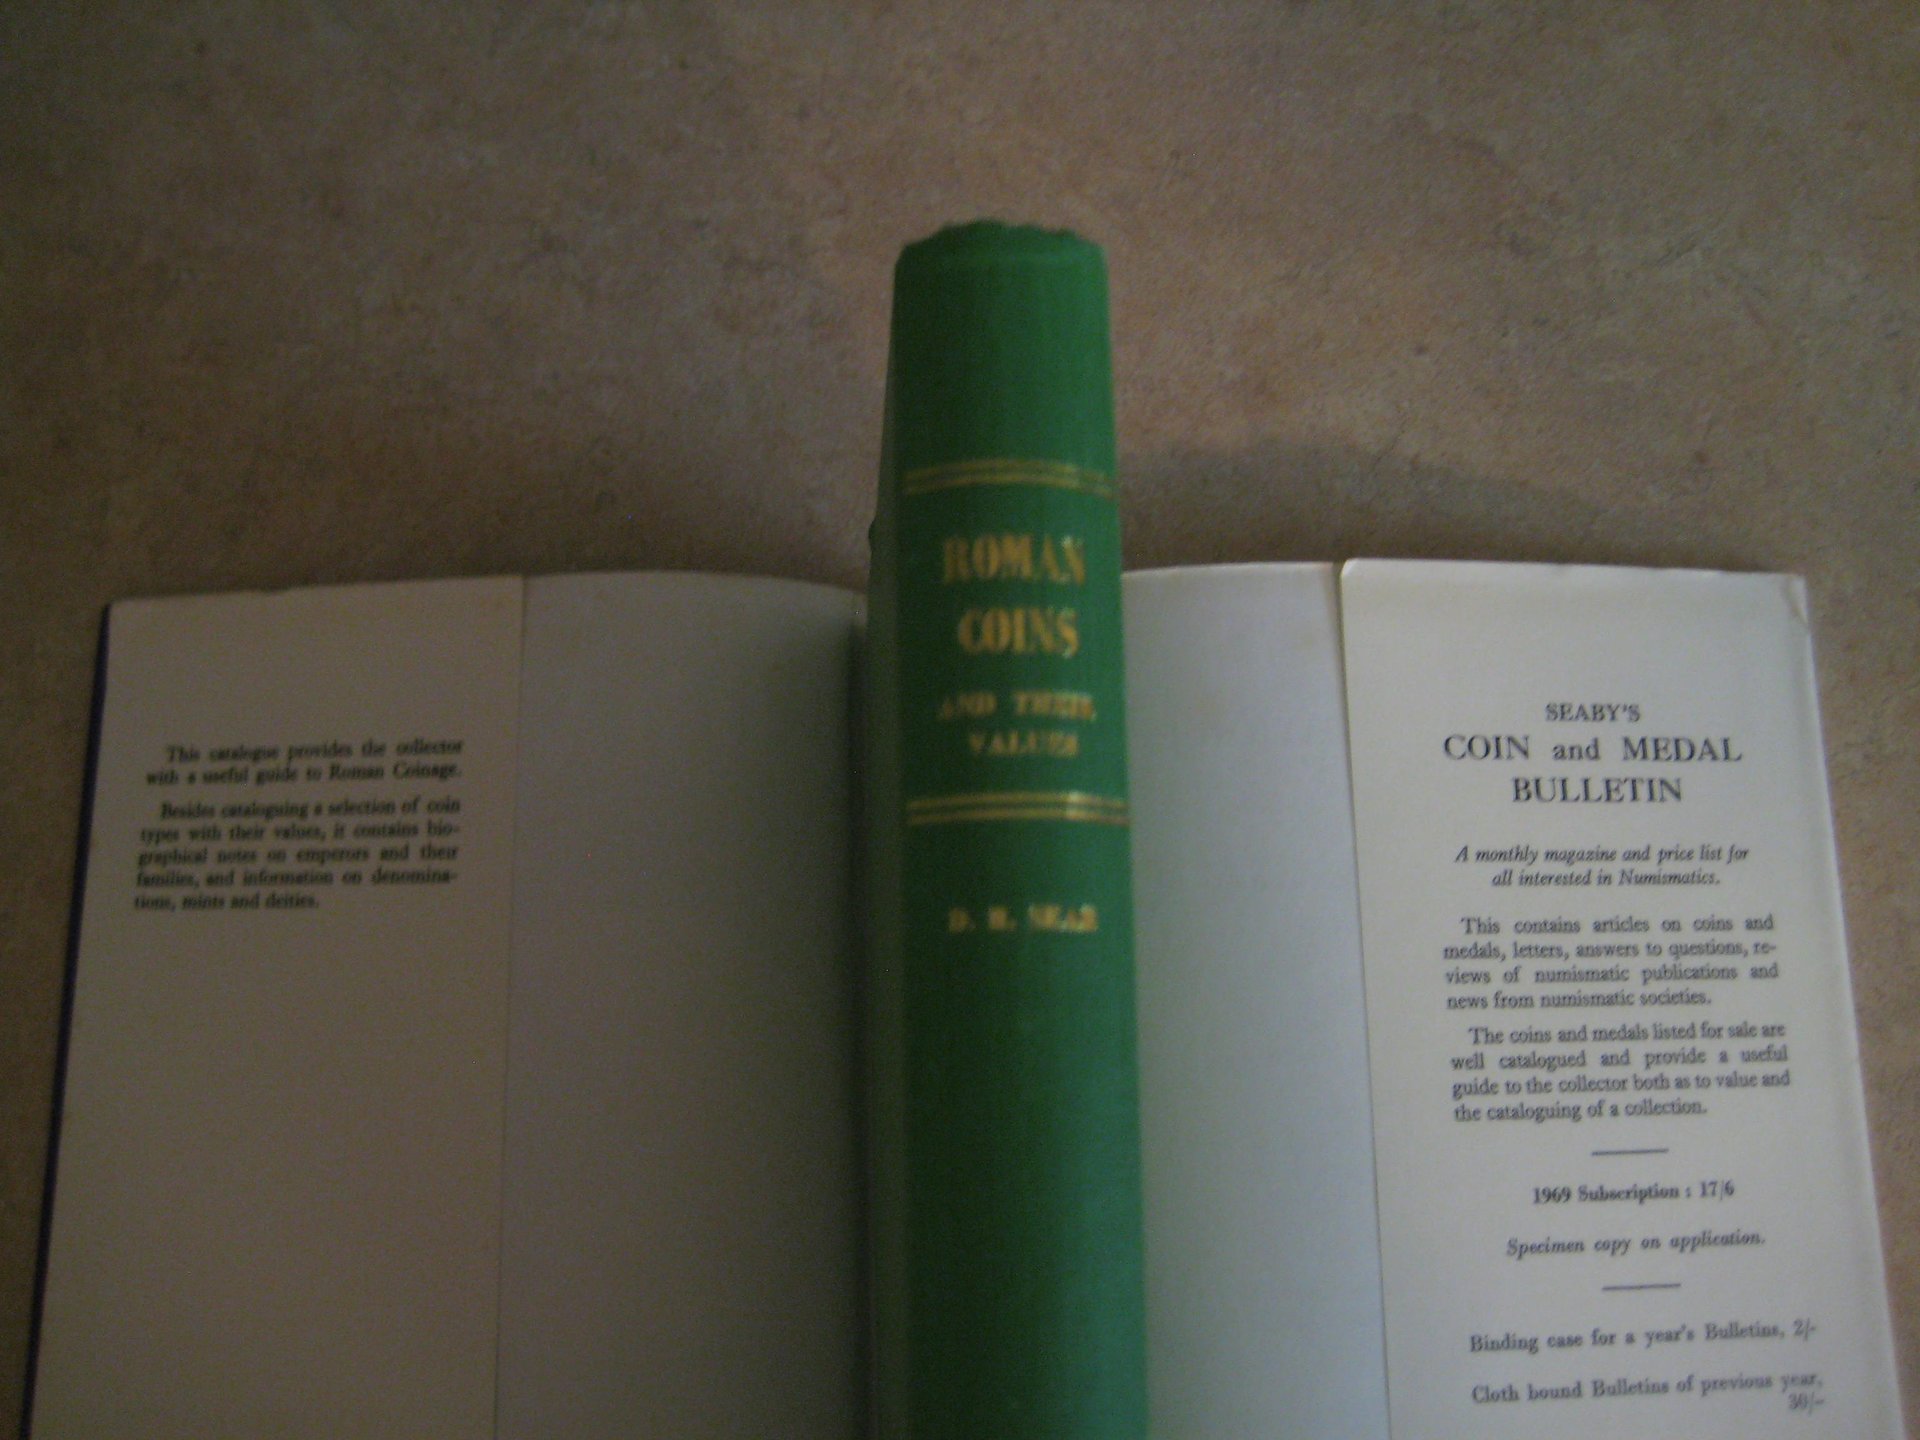 This catalogue provides the collector
with a useful guide to Roman Coinage.
Besides cataloguing a selection of coin
types with their values, it contains bio-
graphical notes on emperors and their
families, and information on denomina-
tions, mints and deities.
ROMAN
COINS
AND THEIR
VALUES
D. R. SEAR
SEABY'S
COIN and MEDAL
BULLETIN
A monthly magazine and price list for
all interested in Numismatics.
This contains articles on coins and
medals, letters, answers to questions, re-
views of numismatic publications and
news from numismatic societies.
The coins and medals listed for sale are
well catalogued and provide a useful
guide to the collector both as to value and
the cataloguing of a collection.
1969 Subscription : 17/6
Specimen copy on application.
Binding case for a year's Bulletins, 2/-
Cloth bound Bulletins of previous year,
30/-